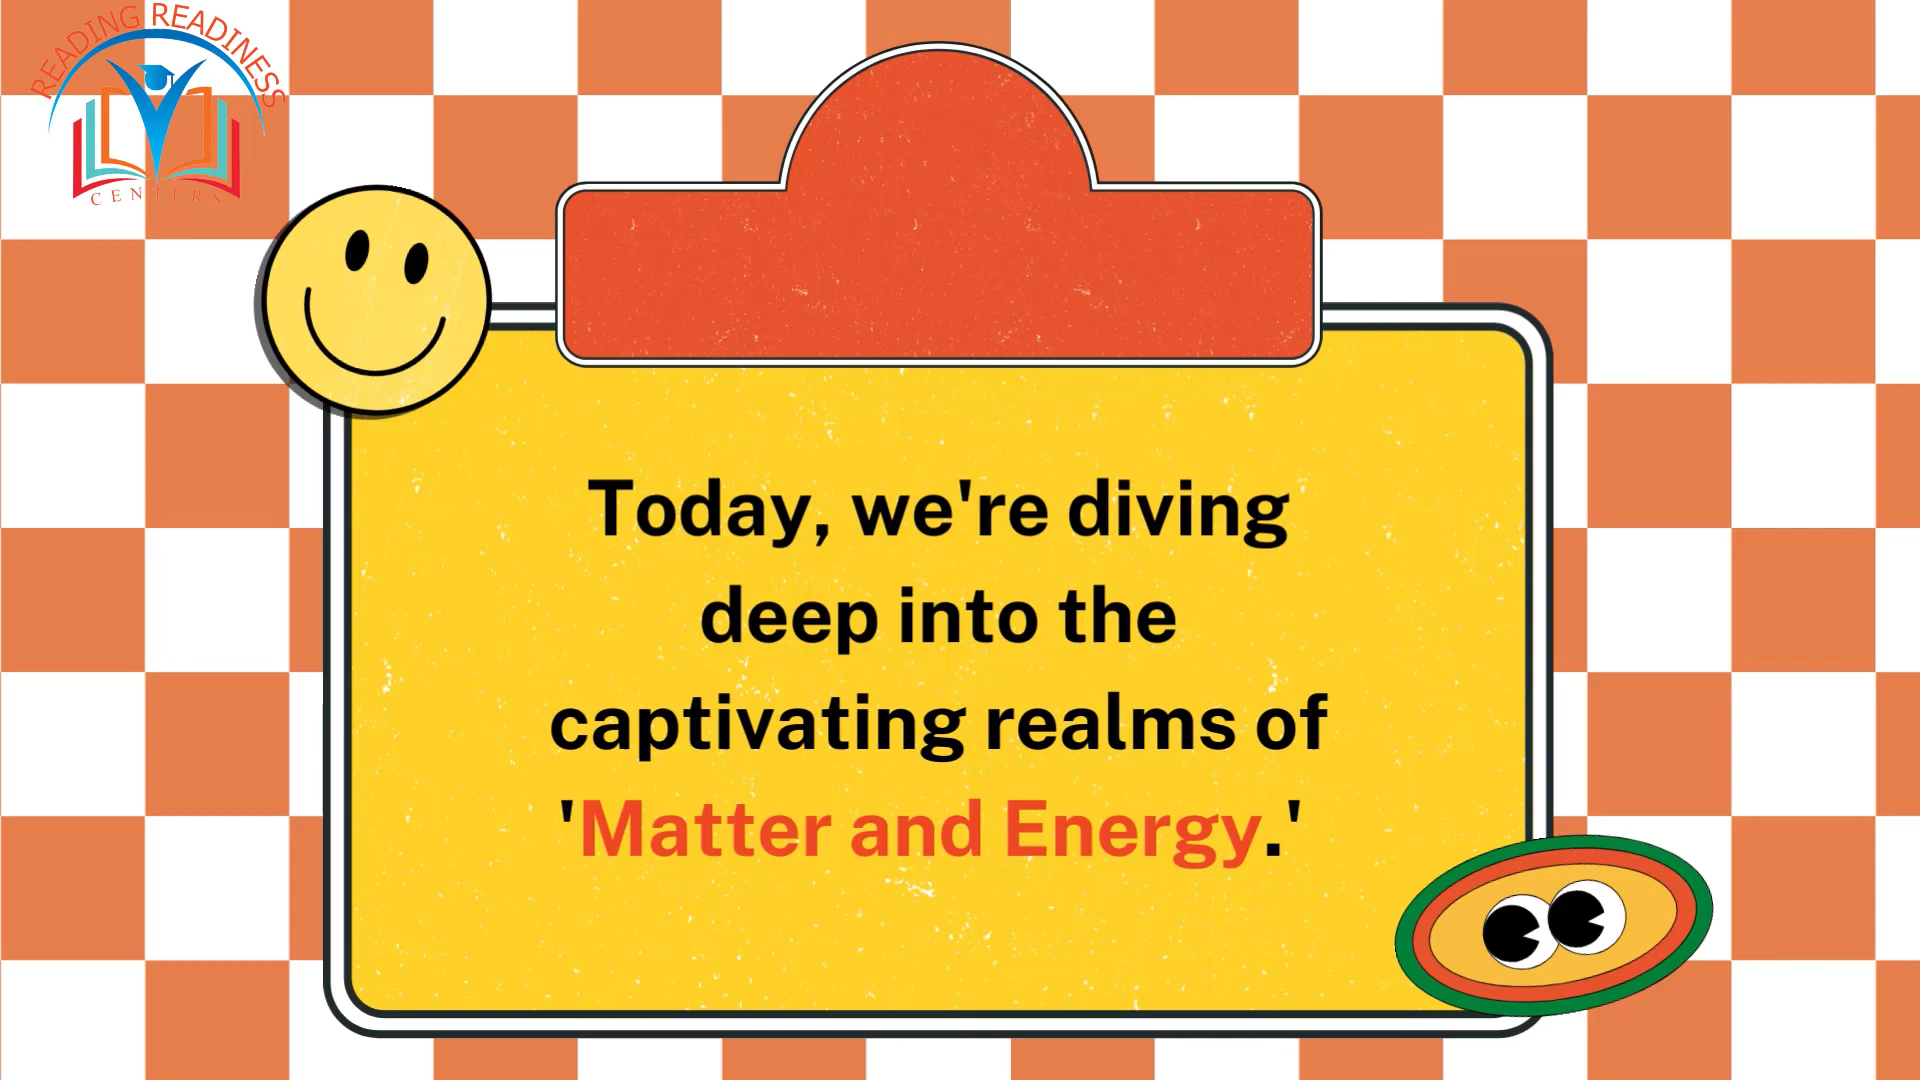 READING READINESS
CENTERS
Today, we're diving
deep into the
captivating realms of
'Matter and Energy.'